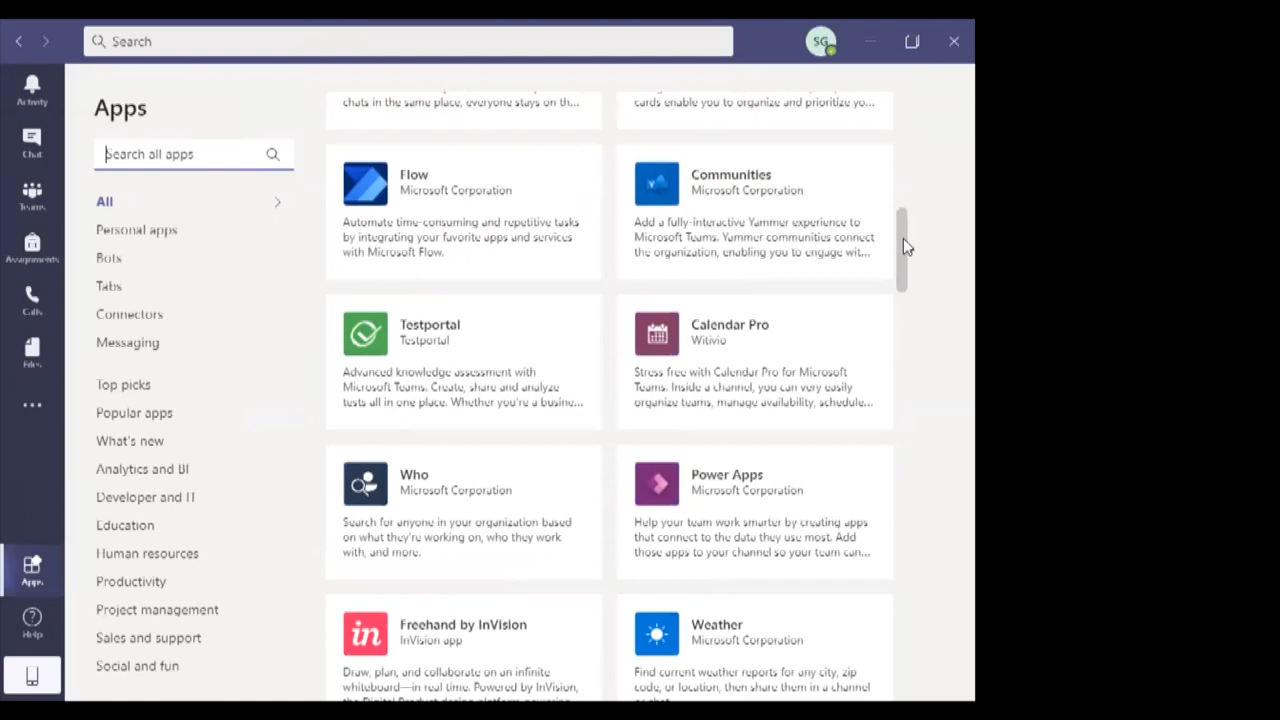 Search
SG
Activity
Chat
Teams
Assignments
Calls
Files
Apps
Help
Apps
Search all apps
All
Personal apps
Bots
Tabs
Connectors
Messaging
Top picks
Popular apps
What's new
Analytics and BI
Developer and IT
Education
Human resources
Productivity
Project management
Sales and support
Social and fun
chats in the same place, everyone stays on th...
cards enable you to organize and prioritize yo...
Flow
Microsoft Corporation
Automate time-consuming and repetitive tasks
by integrating your favorite apps and services
with Microsoft Flow.
Communities
Microsoft Corporation
Add a fully-interactive Yammer experience to
Microsoft Teams. Yammer communities connect
the organization, enabling you to engage wit...
Testportal
Testportal
Advanced knowledge assessment with
Microsoft Teams. Create, share and analyze
tests all in one place. Whether you're a busine...
Calendar Pro
Witivio
Stress free with Calendar Pro for Microsoft
Teams. Inside a channel, you can very easily
organize teams, manage availability, schedule...
Who
Microsoft Corporation
Search for anyone in your organization based
on what they're working on, who they work
with, and more.
Power Apps
Microsoft Corporation
Help your team work smarter by creating apps
that connect to the data they use most. Add
those apps to your channel so your team can...
in
Freehand by InVision
InVision app
Draw, plan, and collaborate on an infinite
whiteboard—in real time. Powered by InVision,
Weather
Microsoft Corporation
Find current weather reports for any city, zip
code, or location, then share them in a channel